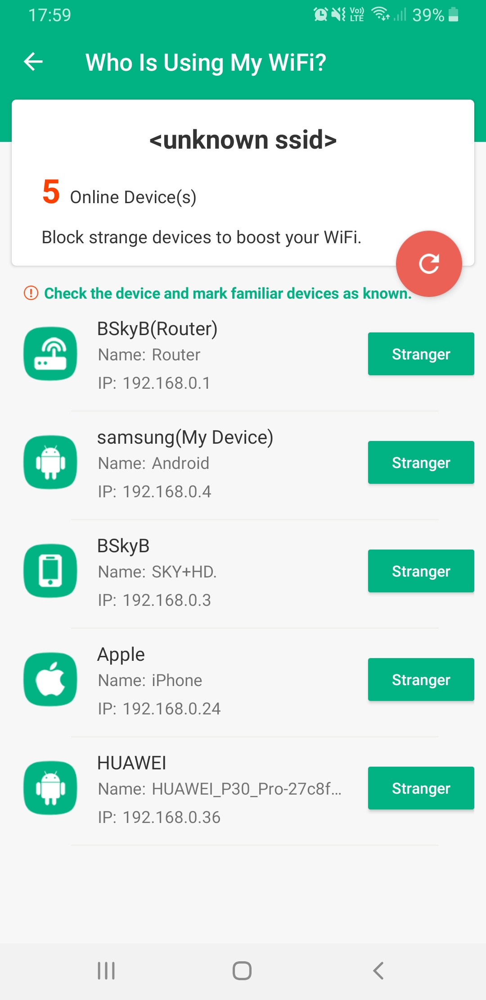 17:59
Vo)) LTE 39%
Who Is Using My WiFi?
<unknown ssid>
5 Online Device(s)
Block strange devices to boost your WiFi.
Check the device and mark familiar devices as known.
BSkyB(Router)
Name: Router
Stranger
IP: 192.168.0.1
samsung(My Device)
Name: Android
Stranger
IP: 192.168.0.4
BSkyB
Name: SKY+HD.
Stranger
IP: 192.168.0.3
Apple
Name: iPhone
Stranger
IP: 192.168.0.24
HUAWEI
Name: HUAWEI_P30_Pro-27c8f...
Stranger
IP: 192.168.0.36